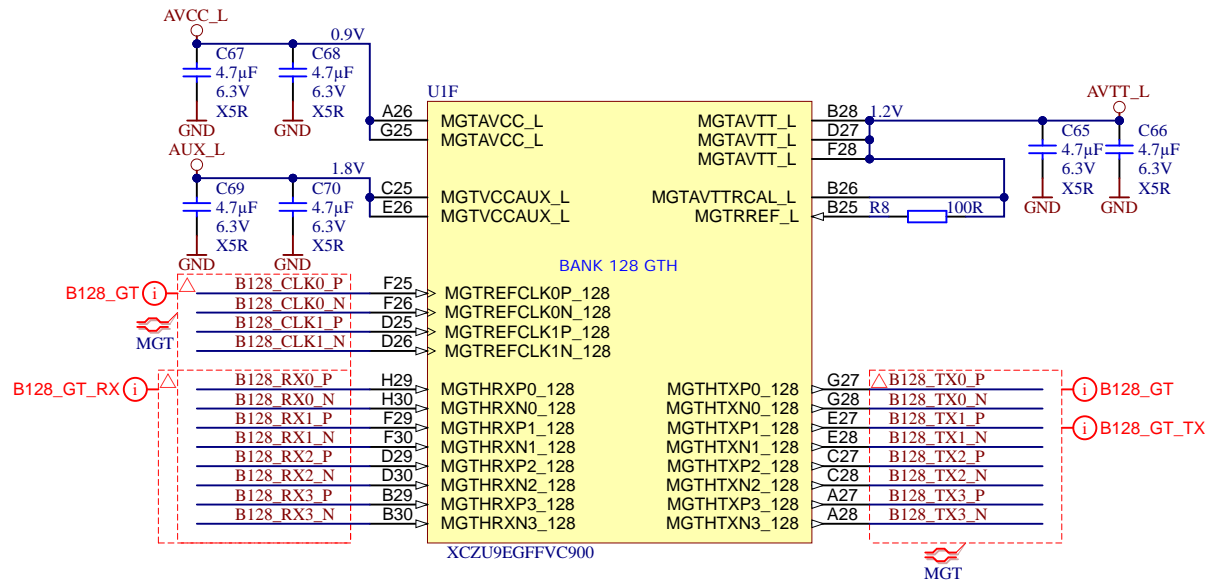 AVCC_L
0.9V
C67
4.7µF
6.3V
X5R
GND
C68
4.7µF
6.3V
X5R
GND
AUX_L
1.8V
C69
4.7µF
6.3V
X5R
GND
C70
4.7µF
6.3V
X5R
GND
U1F
A26 MGTAVCC_L
G25 MGTAVCC_L
C25 MGTVCCAUX_L
E26 MGTVCCAUX_L
MGTAVTT_L B28 1.2V
MGTAVTT_L D27
MGTAVTT_L F28
MGTAVTTRCAL_L B26
MGTRREF_L B25 R8 100R
AVTT_L
C65
4.7µF
6.3V
X5R
GND
C66
4.7µF
6.3V
X5R
GND
BANK 128 GTH
B128_GT i
MGT
B128_CLK0_P F25 MGTREFCLK0P_128
B128_CLK0_N F26 MGTREFCLK0N_128
B128_CLK1_P D25 MGTREFCLK1P_128
B128_CLK1_N D26 MGTREFCLK1N_128
B128_GT_RX i
B128_RX0_P H29 MGTHRXP0_128
B128_RX0_N H30 MGTHRXN0_128
B128_RX1_P F29 MGTHRXP1_128
B128_RX1_N F30 MGTHRXN1_128
B128_RX2_P D29 MGTHRXP2_128
B128_RX2_N D30 MGTHRXN2_128
B128_RX3_P B29 MGTHRXP3_128
B128_RX3_N B30 MGTHRXN3_128
MGTHTXP0_128 G27 B128_TX0_P
MGTHTXN0_128 G28 B128_TX0_N
MGTHTXP1_128 E27 B128_TX1_P
MGTHTXN1_128 E28 B128_TX1_N
MGTHTXP2_128 C27 B128_TX2_P
MGTHTXN2_128 C28 B128_TX2_N
MGTHTXP3_128 A27 B128_TX3_P
MGTHTXN3_128 A28 B128_TX3_N
i B128_GT
i B128_GT_TX
XCZU9EGFFVC900
MGT